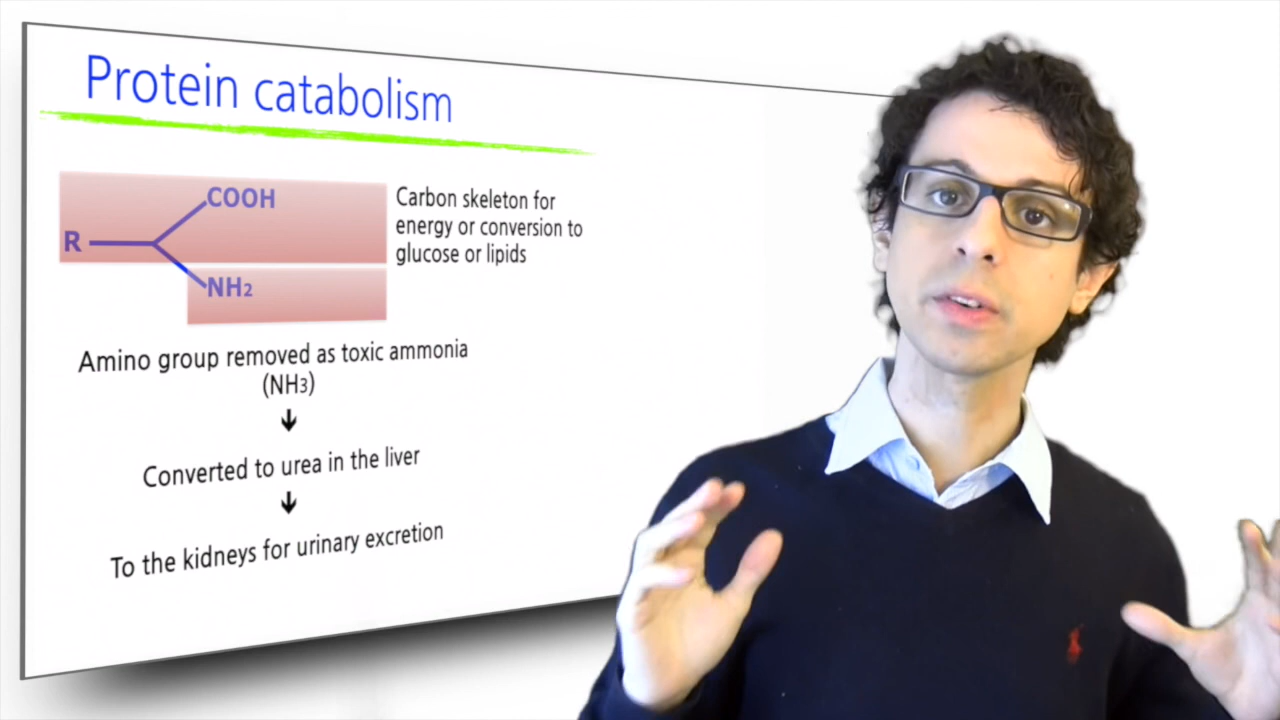 Protein catabolism
COOH
R
NH2
Carbon skeleton for
energy or conversion to
glucose or lipids
Amino group removed as toxic ammonia
(NH3)
Converted to urea in the liver
To the kidneys for urinary excretion